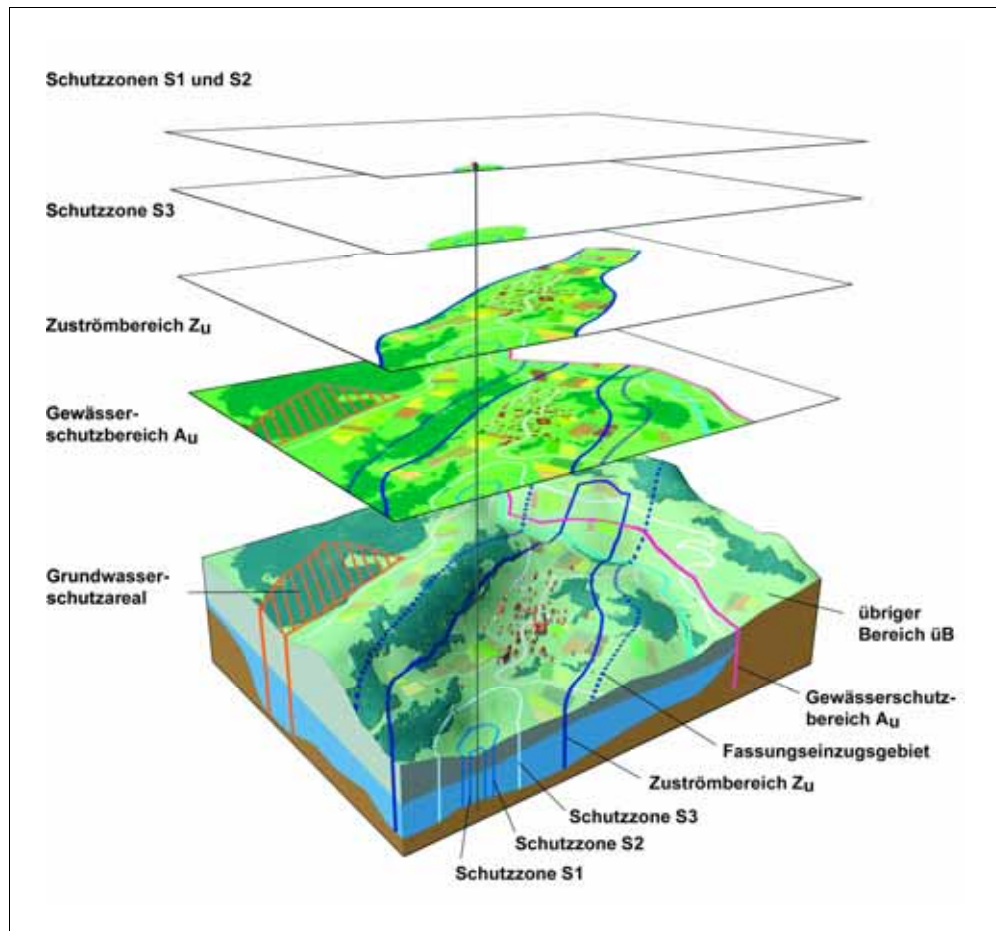 Schutzzonen S1 und S2
Schutzzone S3
Zuströmbereich Zu
Gewässer-
schutzbereich Au
Grundwasser-
schutzareal
übriger
Bereich üB
Gewässerschutz-
bereich Au
Fassungseinzugsgebiet
Zuströmbereich Zu
Schutzzone S3
Schutzzone S2
Schutzzone S1